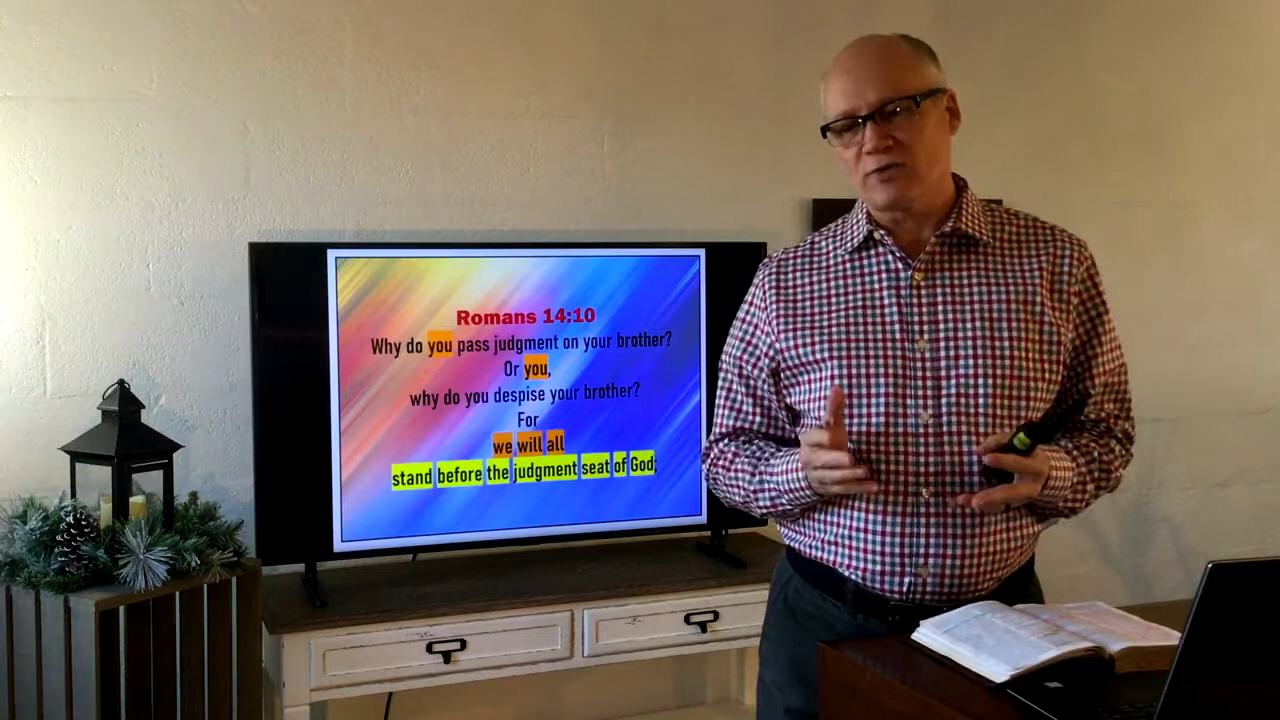 Romans 14:10
Why do you pass judgment on your brother?
Or you,
why do you despise your brother?
For
we will all
stand before the judgment seat of God;